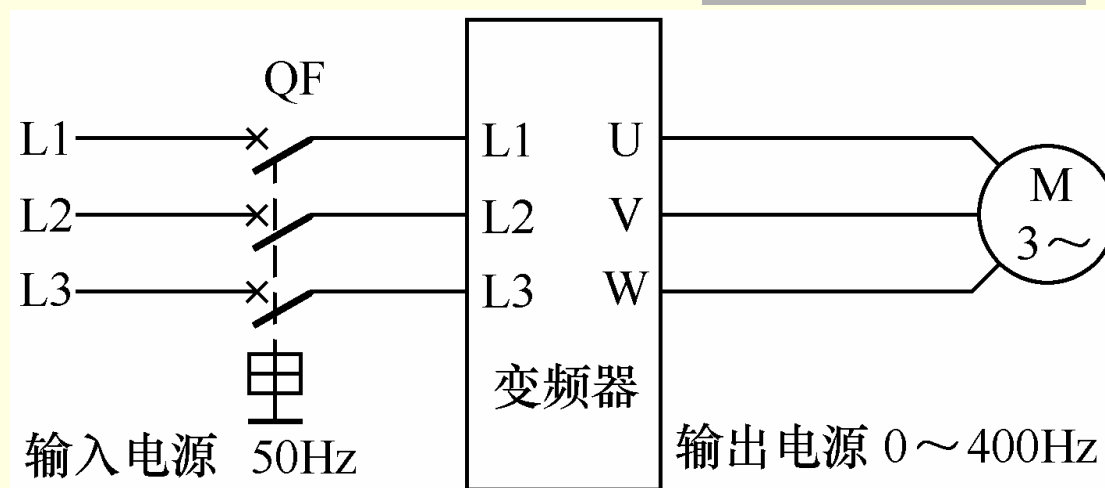 QF
L1 L1 U
L2 L2 V M
L3 L3 W 3～
变频器
输入电源 50Hz 输出电源 0～400Hz